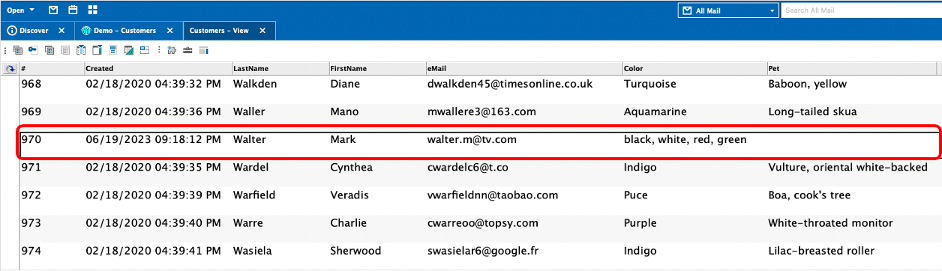 Open All Mail Search All Mail
Discover Demo - Customers Customers - View
# Created LastName FirstName eMail Color Pet
968 02/18/2020 04:39:32 PM Walkden Diane dwalkden45@timesonline.co.uk Turquoise Baboon, yellow
969 02/18/2020 04:39:36 PM Waller Mano mwallere3@163.com Aquamarine Long-tailed skua
970 06/19/2023 09:18:12 PM Walter Mark walter.m@tv.com black, white, red, green
971 02/18/2020 04:39:35 PM Wardel Cynthea cwardelc6@t.co Indigo Vulture, oriental white-backed
972 02/18/2020 04:39:39 PM Warfield Veradis vwarfieldnn@taobao.com Puce Boa, cook's tree
973 02/18/2020 04:39:40 PM Warre Charlie cwarreoo@topsy.com Purple White-throated monitor
974 02/18/2020 04:39:41 PM Wasiela Sherwood swasielar6@google.fr Indigo Lilac-breasted roller